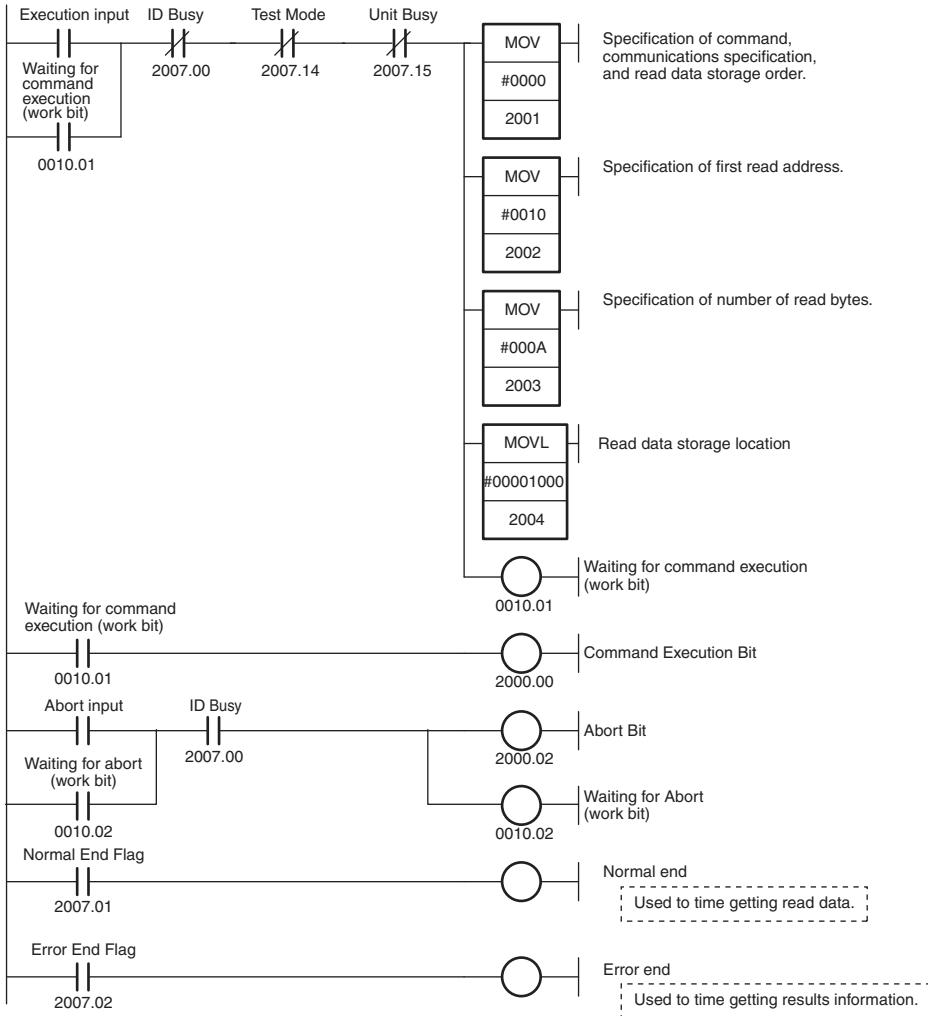 Execution input
ID Busy
Test Mode
Unit Busy
2007.00
2007.14
2007.15
Waiting for
command
execution
(work bit)
0010.01
MOV
#0000
2001
Specification of command,
communications specification,
and read data storage order.
MOV
#0010
2002
Specification of first read address.
MOV
#000A
2003
Specification of number of read bytes.
MOVL
#00001000
2004
Read data storage location
0010.01
Waiting for command execution
(work bit)
Waiting for command
execution (work bit)
0010.01
2000.00
Command Execution Bit
Abort input
ID Busy
2007.00
2000.02
Abort Bit
Waiting for abort
(work bit)
0010.02
0010.02
Waiting for Abort
(work bit)
Normal End Flag
2007.01
Normal end
Used to time getting read data.
Error End Flag
2007.02
Error end
Used to time getting results information.